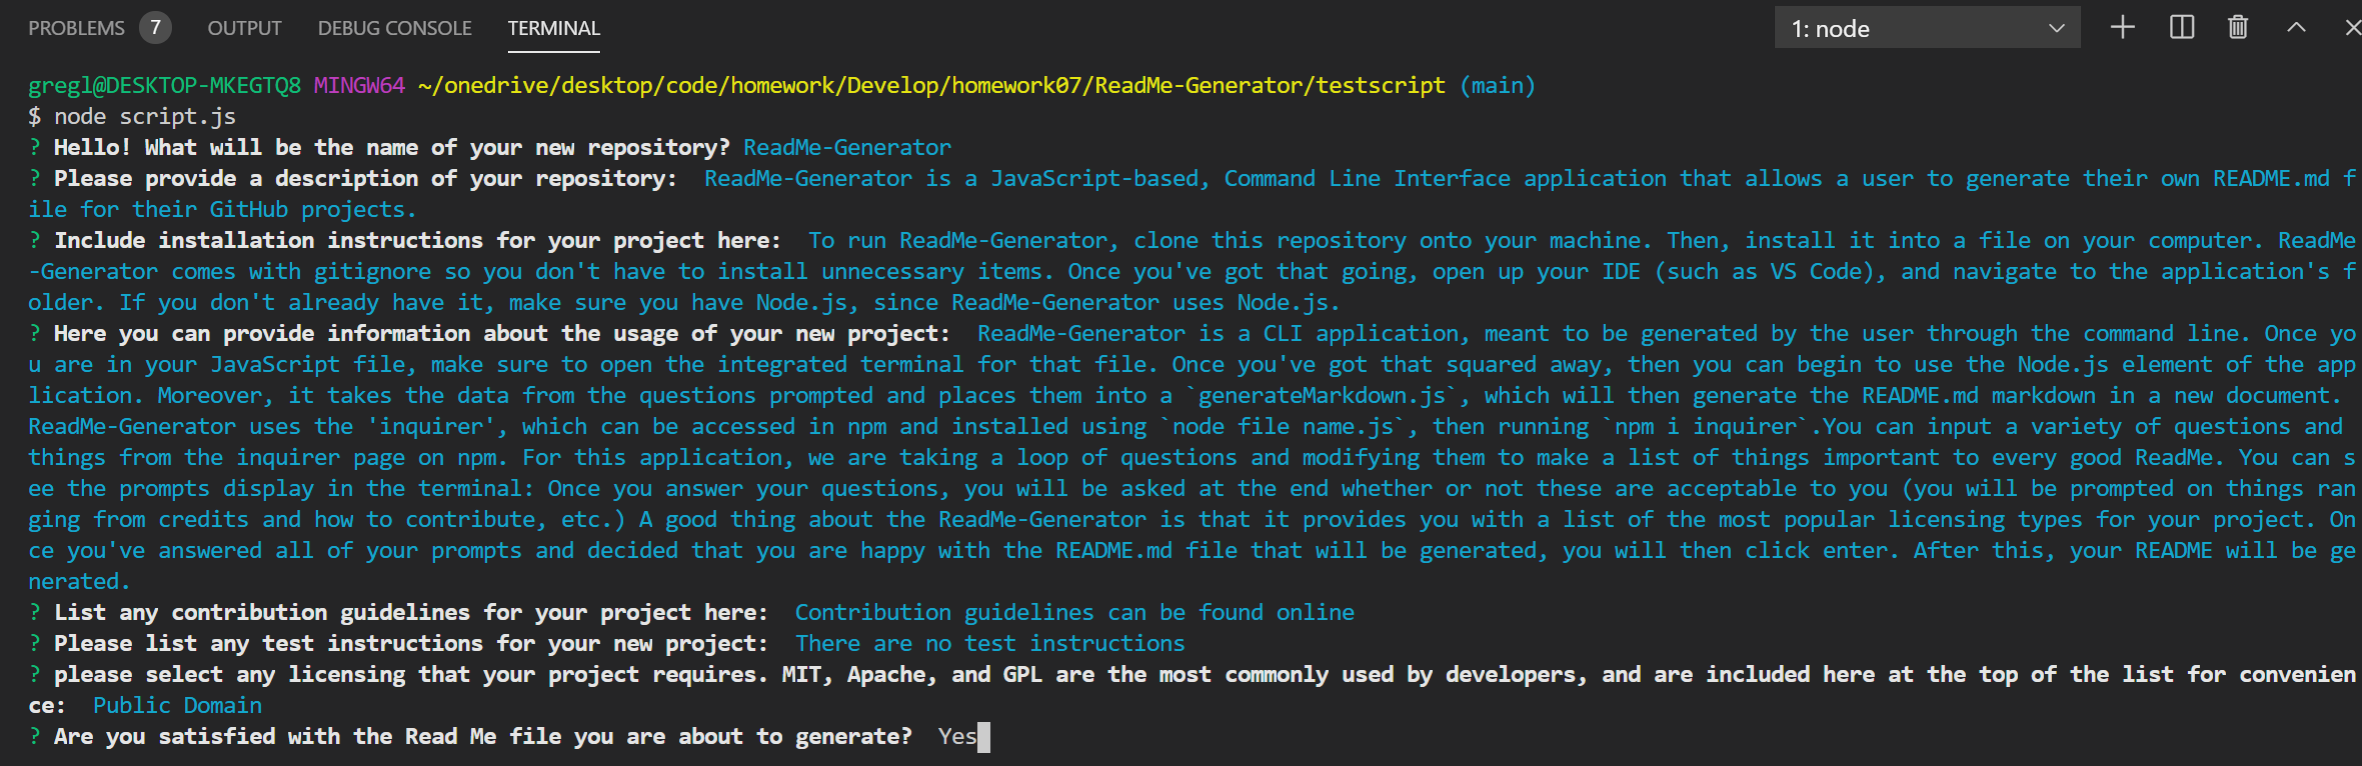 PROBLEMS 7 OUTPUT DEBUG CONSOLE TERMINAL 1: node
gregl@DESKTOP-MKEGTQ8 MINGW64 ~/onedrive/desktop/code/homework/Develop/homework07/ReadMe-Generator/testscript (main)
$ node script.js
? Hello! What will be the name of your new repository? ReadMe-Generator
? Please provide a description of your repository:  ReadMe-Generator is a JavaScript-based, Command Line Interface application that allows a user to generate their own README.md f
ile for their GitHub projects.
? Include installation instructions for your project here:  To run ReadMe-Generator, clone this repository onto your machine. Then, install it into a file on your computer. ReadMe
-Generator comes with gitignore so you don't have to install unnecessary items. Once you've got that going, open up your IDE (such as VS Code), and navigate to the application's f
older. If you don't already have it, make sure you have Node.js, since ReadMe-Generator uses Node.js.
? Here you can provide information about the usage of your new project:  ReadMe-Generator is a CLI application, meant to be generated by the user through the command line. Once yo
u are in your JavaScript file, make sure to open the integrated terminal for that file. Once you've got that squared away, then you can begin to use the Node.js element of the app
lication. Moreover, it takes the data from the questions prompted and places them into a `generateMarkdown.js`, which will then generate the README.md markdown in a new document.
ReadMe-Generator uses the 'inquirer', which can be accessed in npm and installed using `node file name.js`, then running `npm i inquirer`.You can input a variety of questions and
things from the inquirer page on npm. For this application, we are taking a loop of questions and modifying them to make a list of things important to every good ReadMe. You can s
ee the prompts display in the terminal: Once you answer your questions, you will be asked at the end whether or not these are acceptable to you (you will be prompted on things ran
ging from credits and how to contribute, etc.) A good thing about the ReadMe-Generator is that it provides you with a list of the most popular licensing types for your project. On
ce you've answered all of your prompts and decided that you are happy with the README.md file that will be generated, you will then click enter. After this, your README will be ge
nerated.
? List any contribution guidelines for your project here:  Contribution guidelines can be found online
? Please list any test instructions for your new project:  There are no test instructions
? please select any licensing that your project requires. MIT, Apache, and GPL are the most commonly used by developers, and are included here at the top of the list for convenien
ce:  Public Domain
? Are you satisfied with the Read Me file you are about to generate?  Yes